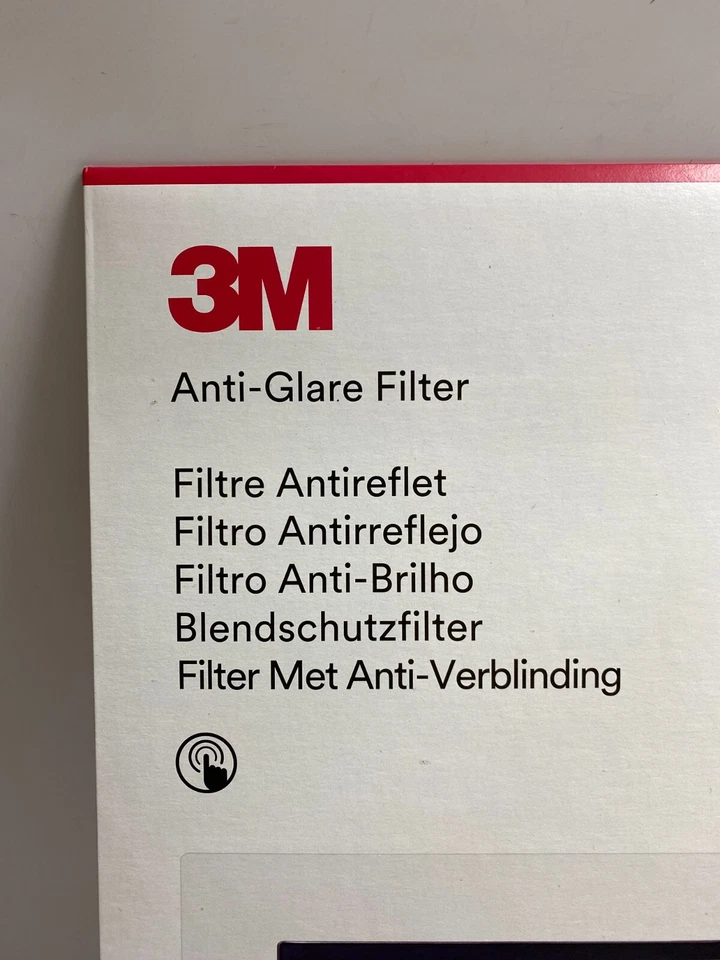 3M
Anti-Glare Filter
Filtre Antireflet
Filtro Antirreflejo
Filtro Anti-Brilho
Blendschutzfilter
Filter Met Anti-Verblinding